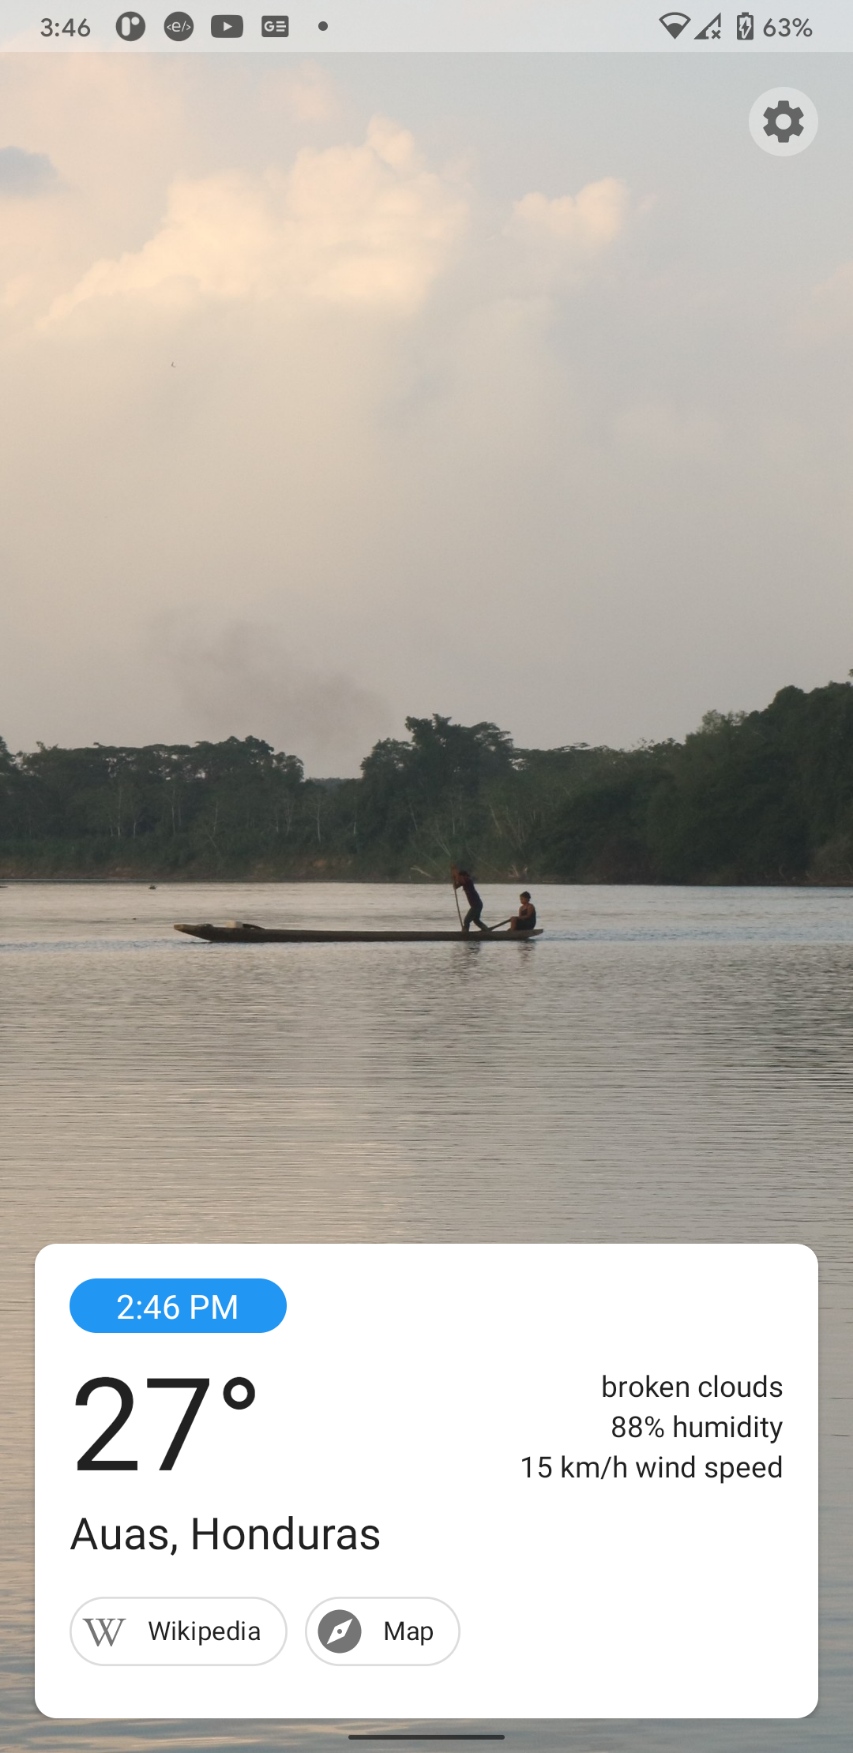 3:46
63%
2:46 PM
27°
broken clouds
88% humidity
15 km/h wind speed
Auas, Honduras
Wikipedia
Map